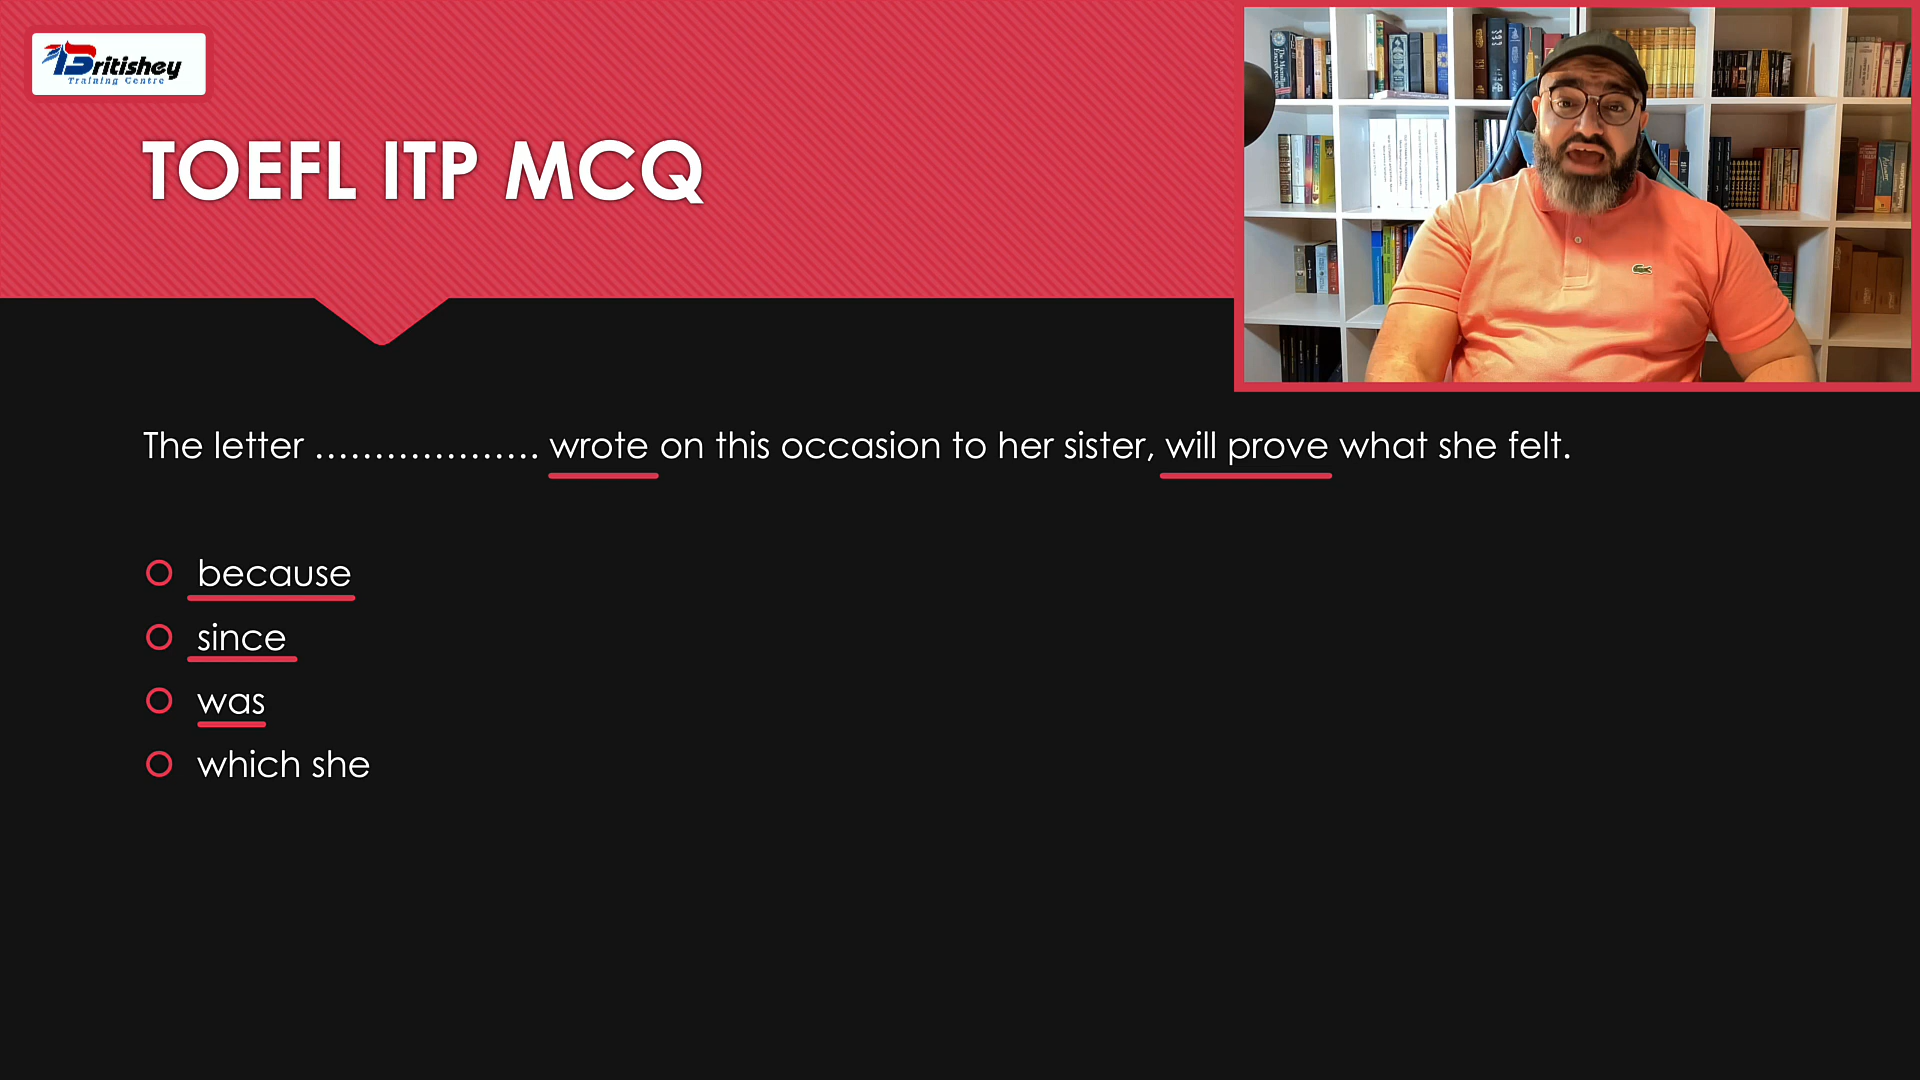 Britishey
Training Centre
TOEFL ITP MCQ
The letter ................... wrote on this occasion to her sister, will prove what she felt.
because
since
was
which she